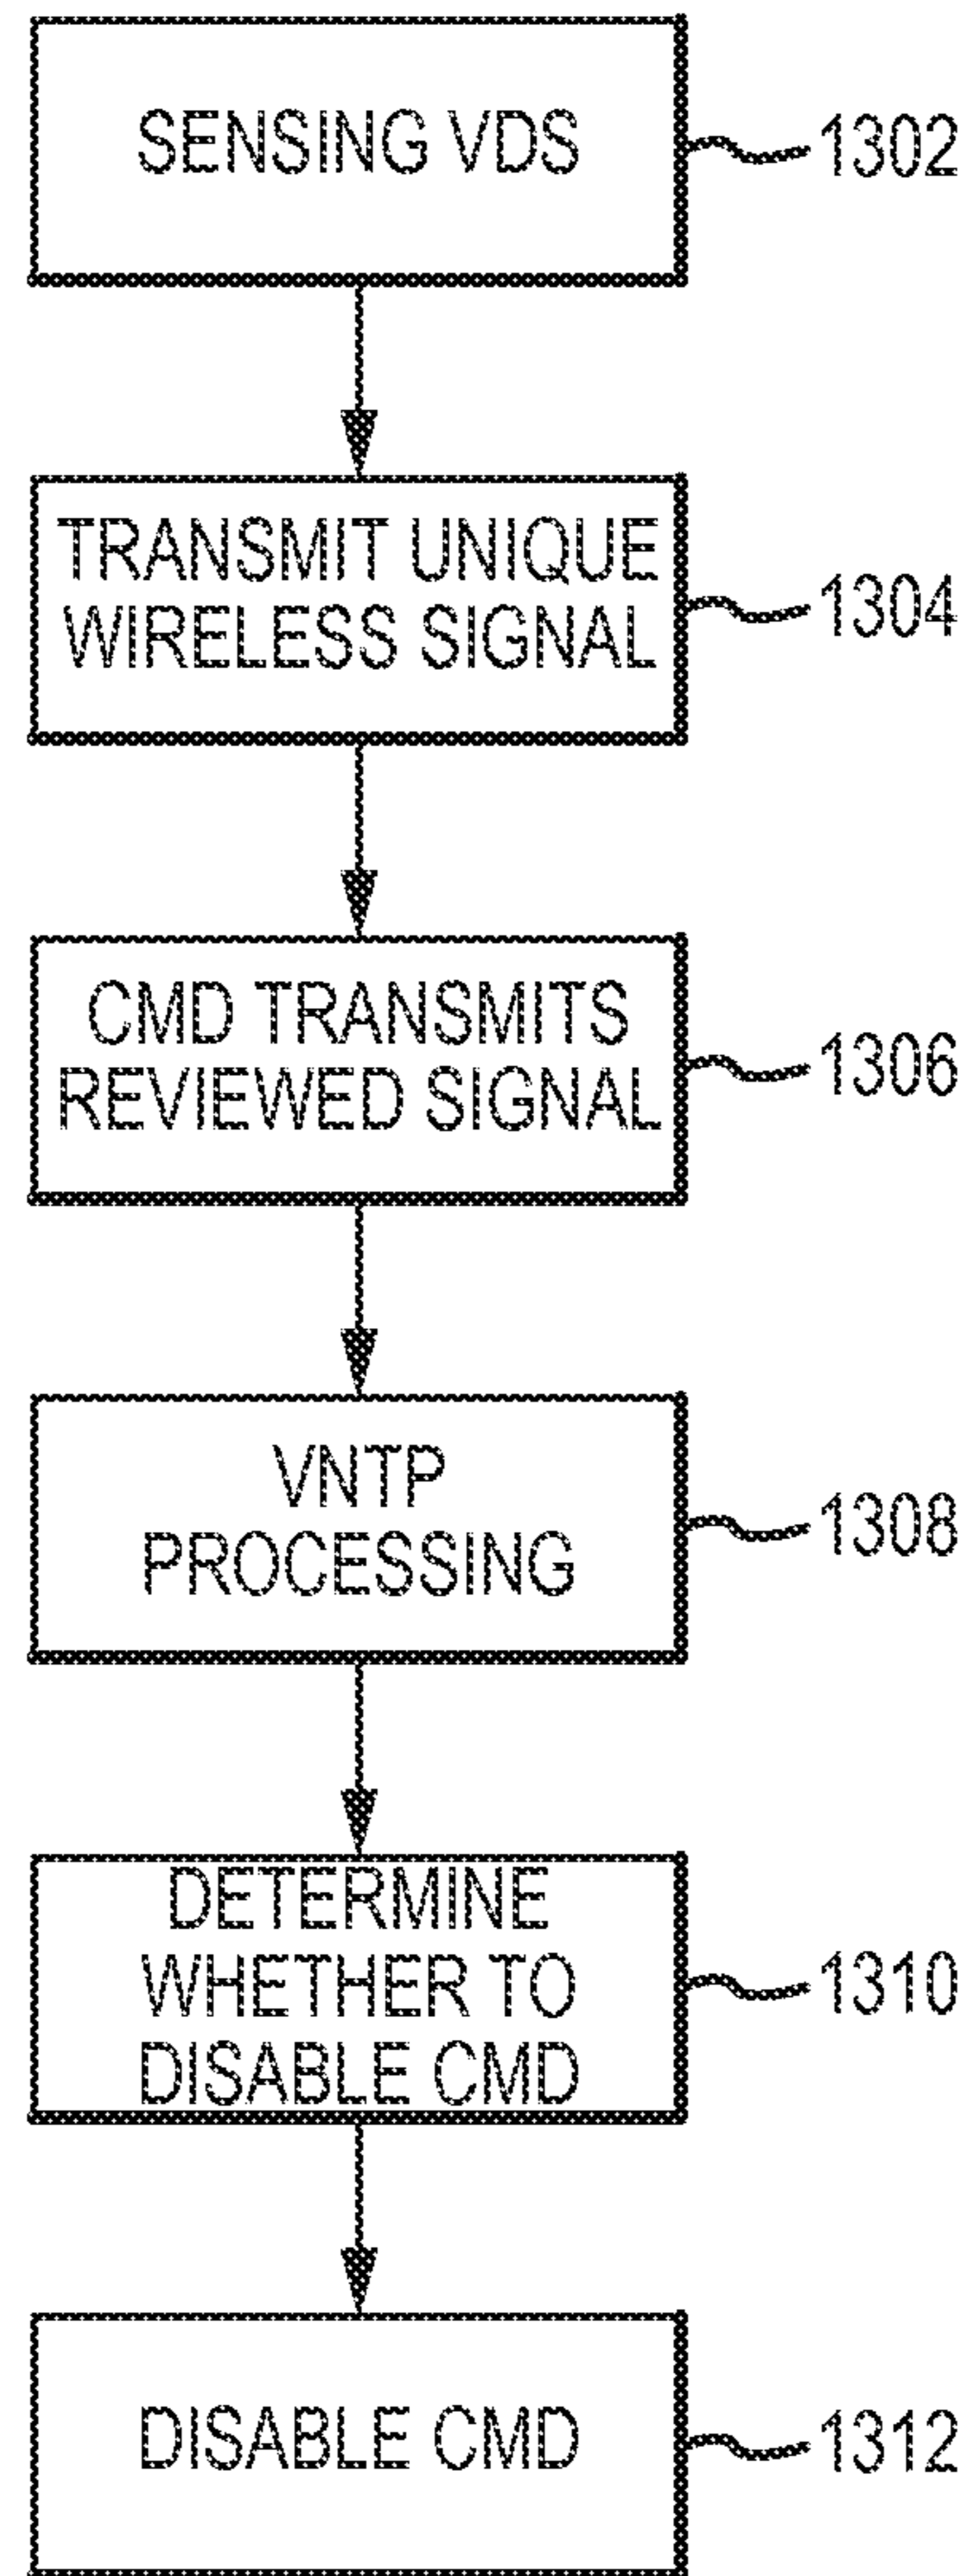 SENSING VDS
1302
TRANSMIT UNIQUE
WIRELESS SIGNAL
1304
CMD TRANSMITS
REVIEWED SIGNAL
1306
VNTP
PROCESSING
1308
DETERMINE
WHETHER TO
DISABLE CMD
1310
DISABLE CMD
1312